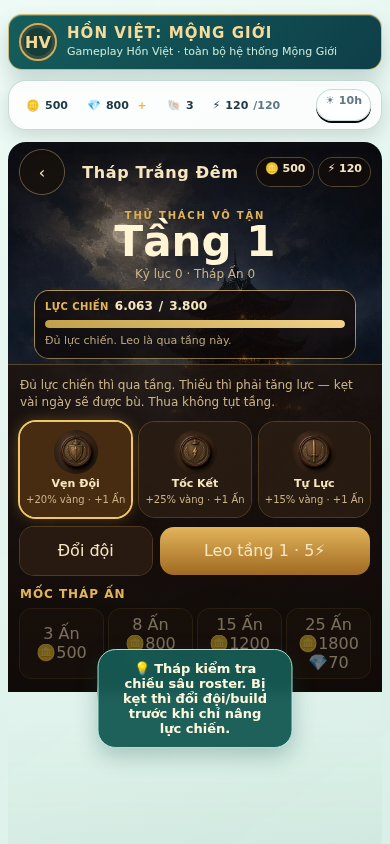 HV
HỒN VIỆT: MỘNG GIỚI
Gameplay Hồn Việt · toàn bộ hệ thống Mộng Giới
🪙 500 💎 800 + 🐚 3 ⚡ 120 /120 ☀ 10h
‹ Tháp Trắng Đêm 🪙 500 ⚡ 120
THỬ THÁCH VÔ TẬN
Tầng 1
Kỷ lục 0 · Tháp Ấn 0
LỰC CHIẾN 6.063 / 3.800
Đủ lực chiến. Leo là qua tầng này.
Đủ lực chiến thì qua tầng. Thiếu thì phải tăng lực — kẹt
vài ngày sẽ được bù. Thua không tụt tầng.
Vẹn Đội Tốc Kết Tự Lực
+20% vàng · +1 Ấn +25% vàng · +1 Ấn +15% vàng · +1 Ấn
Đổi đội Leo tầng 1 · 5⚡
MỐC THÁP ẤN
3 Ấn 8 Ấn 15 Ấn 25 Ấn
🪙500 🪙800 🪙1200 🪙1800
💎70
💡 Tháp kiểm tra
chiều sâu roster. Bị
kẹt thì đổi đội/build
trước khi chỉ nâng
lực chiến.